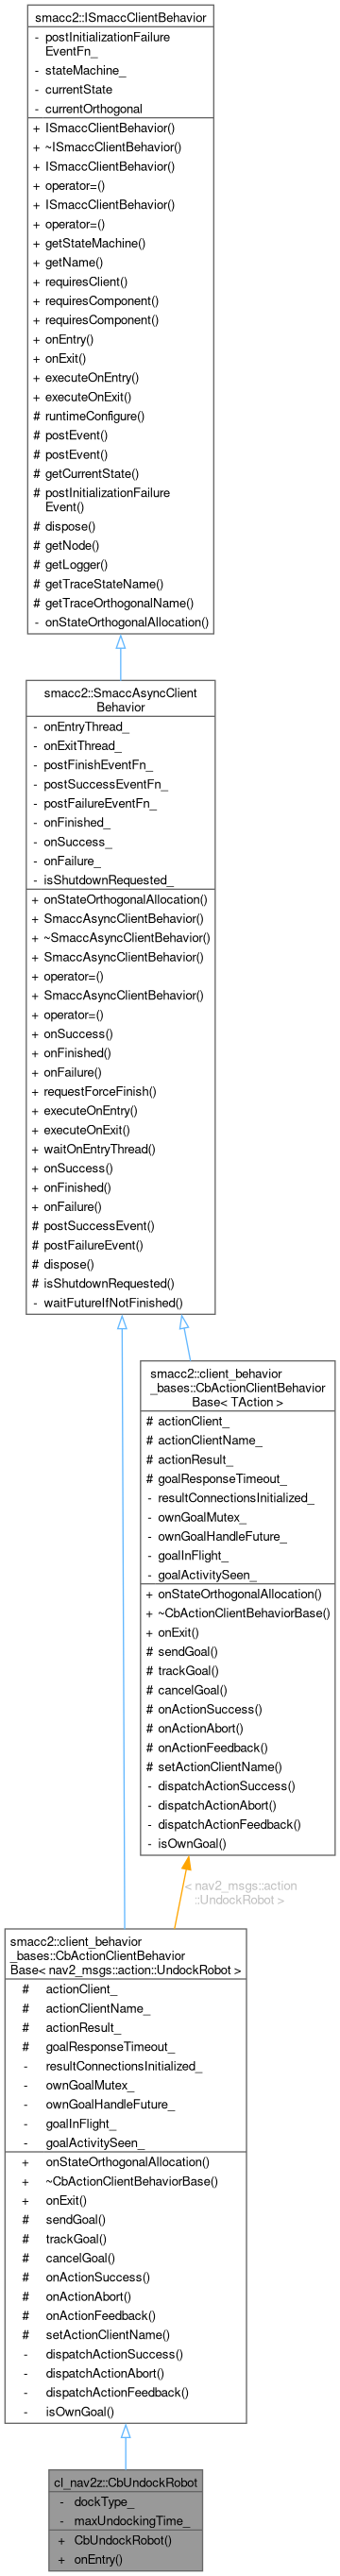 smacc2::ISmaccClientBehavior
- postInitializationFailure
EventFn_
- stateMachine_
- currentState
- currentOrthogonal
+ ISmaccClientBehavior()
+ ~ISmaccClientBehavior()
+ ISmaccClientBehavior()
+ operator=()
+ ISmaccClientBehavior()
+ operator=()
+ getStateMachine()
+ getName()
+ requiresClient()
+ requiresComponent()
+ requiresComponent()
+ onEntry()
+ onExit()
+ executeOnEntry()
+ executeOnExit()
# runtimeConfigure()
# postEvent()
# postEvent()
# getCurrentState()
# postInitializationFailure
Event()
# dispose()
# getNode()
# getLogger()
# getTraceStateName()
# getTraceOrthogonalName()
- onStateOrthogonalAllocation()
smacc2::SmaccAsyncClient
Behavior
- onEntryThread_
- onExitThread_
- postFinishEventFn_
- postSuccessEventFn_
- postFailureEventFn_
- onFinished_
- onSuccess_
- onFailure_
- isShutdownRequested_
+ onStateOrthogonalAllocation()
+ SmaccAsyncClientBehavior()
+ ~SmaccAsyncClientBehavior()
+ SmaccAsyncClientBehavior()
+ operator=()
+ SmaccAsyncClientBehavior()
+ operator=()
+ onSuccess()
+ onFinished()
+ onFailure()
+ requestForceFinish()
+ executeOnEntry()
+ executeOnExit()
+ waitOnEntryThread()
+ onSuccess()
+ onFinished()
+ onFailure()
# postSuccessEvent()
# postFailureEvent()
# dispose()
# isShutdownRequested()
- waitFutureIfNotFinished()
smacc2::client_behavior
_bases::CbActionClientBehavior
Base< TAction >
# actionClient_
# actionClientName_
# actionResult_
# goalResponseTimeout_
- resultConnectionsInitialized_
- ownGoalMutex_
- ownGoalHandleFuture_
- goalInFlight_
- goalActivitySeen_
+ onStateOrthogonalAllocation()
+ ~CbActionClientBehaviorBase()
+ onExit()
# sendGoal()
# trackGoal()
# cancelGoal()
# onActionSuccess()
# onActionAbort()
# onActionFeedback()
# setActionClientName()
- dispatchActionSuccess()
- dispatchActionAbort()
- dispatchActionFeedback()
- isOwnGoal()
< nav2_msgs::action
::UndockRobot >
smacc2::client_behavior
_bases::CbActionClientBehavior
Base< nav2_msgs::action::UndockRobot >
# actionClient_
# actionClientName_
# actionResult_
# goalResponseTimeout_
- resultConnectionsInitialized_
- ownGoalMutex_
- ownGoalHandleFuture_
- goalInFlight_
- goalActivitySeen_
+ onStateOrthogonalAllocation()
+ ~CbActionClientBehaviorBase()
+ onExit()
# sendGoal()
# trackGoal()
# cancelGoal()
# onActionSuccess()
# onActionAbort()
# onActionFeedback()
# setActionClientName()
- dispatchActionSuccess()
- dispatchActionAbort()
- dispatchActionFeedback()
- isOwnGoal()
cl_nav2z::CbUndockRobot
- dockType_
- maxUndockingTime_
+ CbUndockRobot()
+ onEntry()